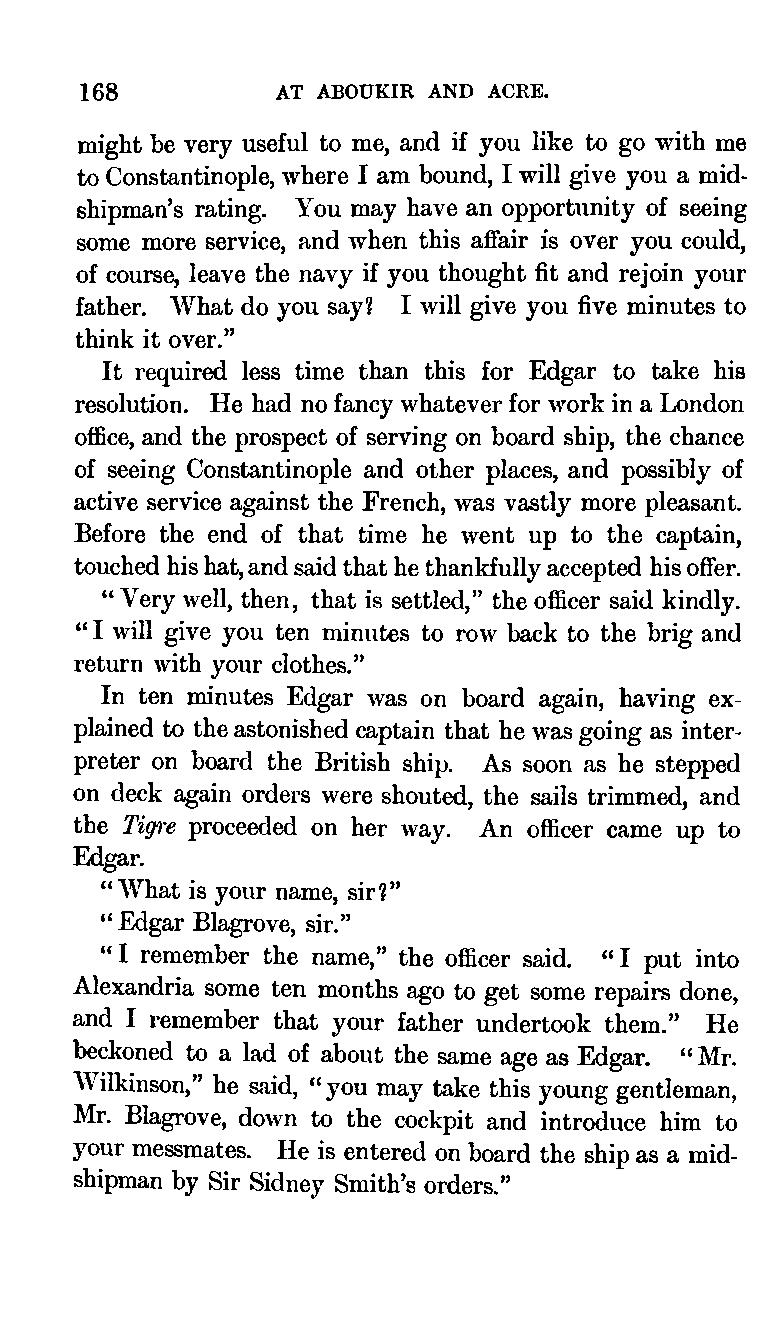 168 AT ABOUKIR AND ACRE.
might be very useful to me, and if you like to go with me
to Constantinople, where I am bound, I will give you a mid-
shipman's rating. You may have an opportunity of seeing
some more service, and when this affair is over you could,
of course, leave the navy if you thought fit and rejoin your
father. What do you say? I will give you five minutes to
think it over."
It required less time than this for Edgar to take his
resolution. He had no fancy whatever for work in a London
office, and the prospect of serving on board ship, the chance
of seeing Constantinople and other places, and possibly of
active service against the French, was vastly more pleasant.
Before the end of that time he went up to the captain,
touched his hat, and said that he thankfully accepted his offer.
"Very well, then, that is settled," the officer said kindly.
"I will give you ten minutes to row back to the brig and
return with your clothes."
In ten minutes Edgar was on board again, having ex-
plained to the astonished captain that he was going as inter-
preter on board the British ship. As soon as he stepped
on deck again orders were shouted, the sails trimmed, and
the Tigre proceeded on her way. An officer came up to
Edgar.
"What is your name, sir?"
"Edgar Blagrove, sir."
"I remember the name," the officer said. "I put into
Alexandria some ten months ago to get some repairs done,
and I remember that your father undertook them." He
beckoned to a lad of about the same age as Edgar. "Mr.
Wilkinson," he said, "you may take this young gentleman,
Mr. Blagrove, down to the cockpit and introduce him to
your messmates. He is entered on board the ship as a mid-
shipman by Sir Sidney Smith's orders."